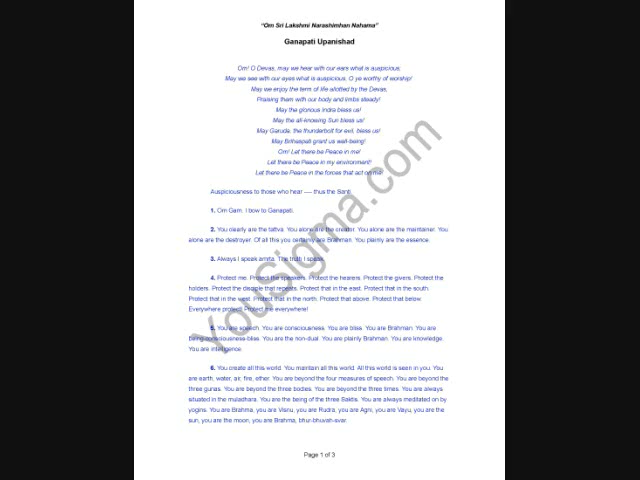 "Om Sri Lakshmi Narashimhan Nahama"
Ganapati Upanishad
Om! O Devas, may we hear with our ears what is auspicious;
May we see with our eyes what is auspicious, O ye worthy of worship!
May we enjoy the term of life allotted by the Devas,
Praising them with our body and limbs steady!
May the glorious Indra bless us!
May the all-knowing Sun bless us!
May Garuda, the thunderbolt for evil, bless us!
May Brihaspati grant us well-being!
Om! Let there be Peace in me!
Let there be Peace in my environment!
Let there be Peace in the forces that act on me!
Auspiciousness to those who hear ---- thus the Santi.
1. Om Gam. I bow to Ganapati.
2. You clearly are the tattva. You alone are the creator. You alone are the maintainer. You
alone are the destroyer. Of all this you certainly are Brahman. You plainly are the essence.
3. Always I speak amrita. The truth I speak.
4. Protect me. Protect the speakers. Protect the hearers. Protect the givers. Protect the
holders. Protect the disciple that repeats. Protect that in the east. Protect that in the south.
Protect that in the west. Protect that in the north. Protect that above. Protect that below.
Everywhere protect! Protect me everywhere!
5. You are speech. You are consciousness. You are bliss. You are Brahman. You are
being-consciousness-bliss. You are the non-dual. You are plainly Brahman. You are knowledge.
You are intelligence.
6. You create all this world. You maintain all this world. All this world is seen in you. You
are earth, water, air, fire, ether. You are beyond the four measures of speech. You are beyond the
three gunas. You are beyond the three bodies. You are beyond the three times. You are always
situated in the muladhara. You are the being of the three Saktis. You are always meditated on by
yogins. You are Brahma, you are Visnu, you are Rudra, you are Agni, you are Vayu, you are the
sun, you are the moon, you are Brahma, bhur-bhuvah-svar.
YouSigma.com
Page 1 of 3